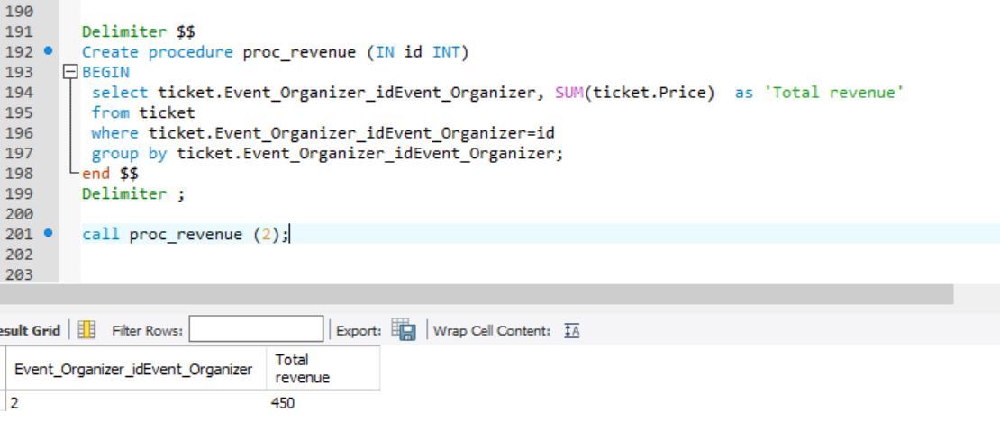 190
191 Delimiter $$
192 Create procedure proc_revenue (IN id INT)
193 BEGIN
194 select ticket.Event_Organizer_idEvent_Organizer, SUM(ticket.Price) as 'Total revenue'
195 from ticket
196 where ticket.Event_Organizer_idEvent_Organizer=id
197 group by ticket.Event_Organizer_idEvent_Organizer;
198 end $$
199 Delimiter ;
200
201 call proc_revenue (2);
202
203
esult Grid Filter Rows: Export: Wrap Cell Content: IA
Event_Organizer_idEvent_Organizer Total
revenue
2 450